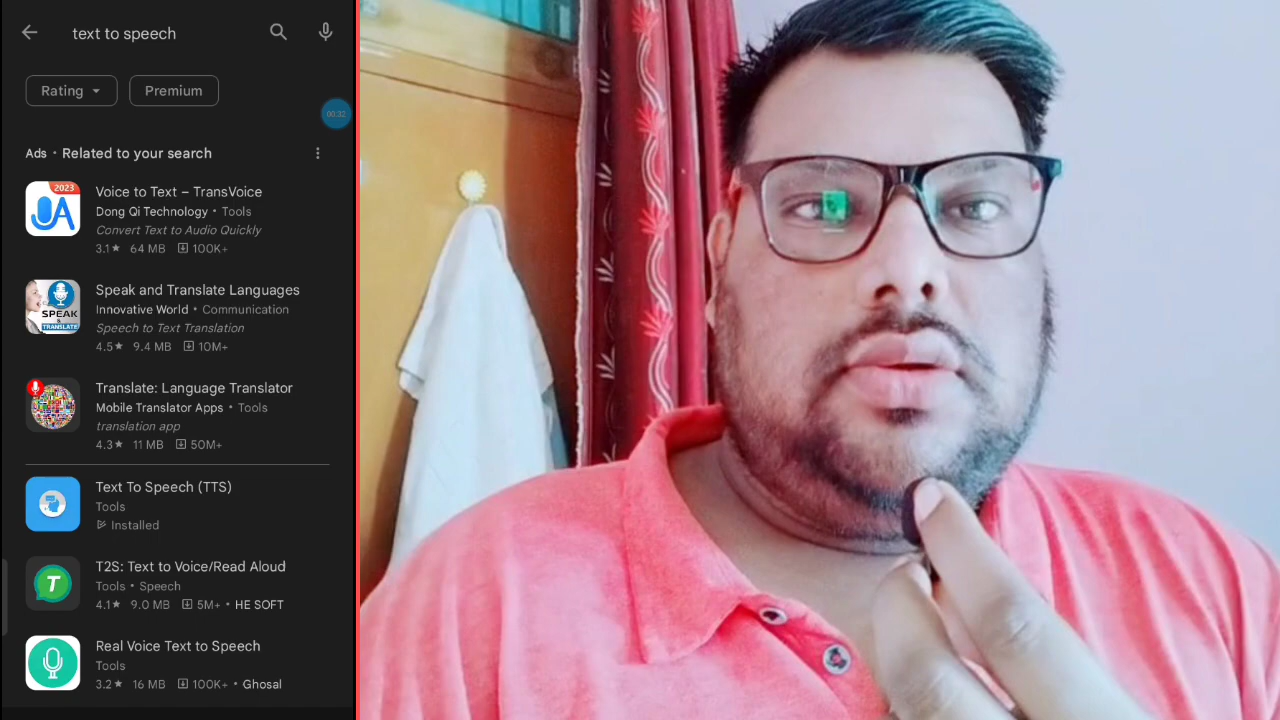 text to speech
Rating
Premium
00:32
Ads • Related to your search
2023
Voice to Text – TransVoice
Dong Qi Technology • Tools
Convert Text to Audio Quickly
3.1★ 64 MB 100K+
SPEAK
&
TRANSLATE
Speak and Translate Languages
Innovative World • Communication
Speech to Text Translation
4.5★ 9.4 MB 10M+
Translate: Language Translator
Mobile Translator Apps • Tools
translation app
4.3★ 11 MB 50M+
Text To Speech (TTS)
Tools
Installed
T
T2S: Text to Voice/Read Aloud
Tools • Speech
4.1★ 9.0 MB 5M+ • HE SOFT
Real Voice Text to Speech
Tools
3.2★ 16 MB 100K+ • Ghosal